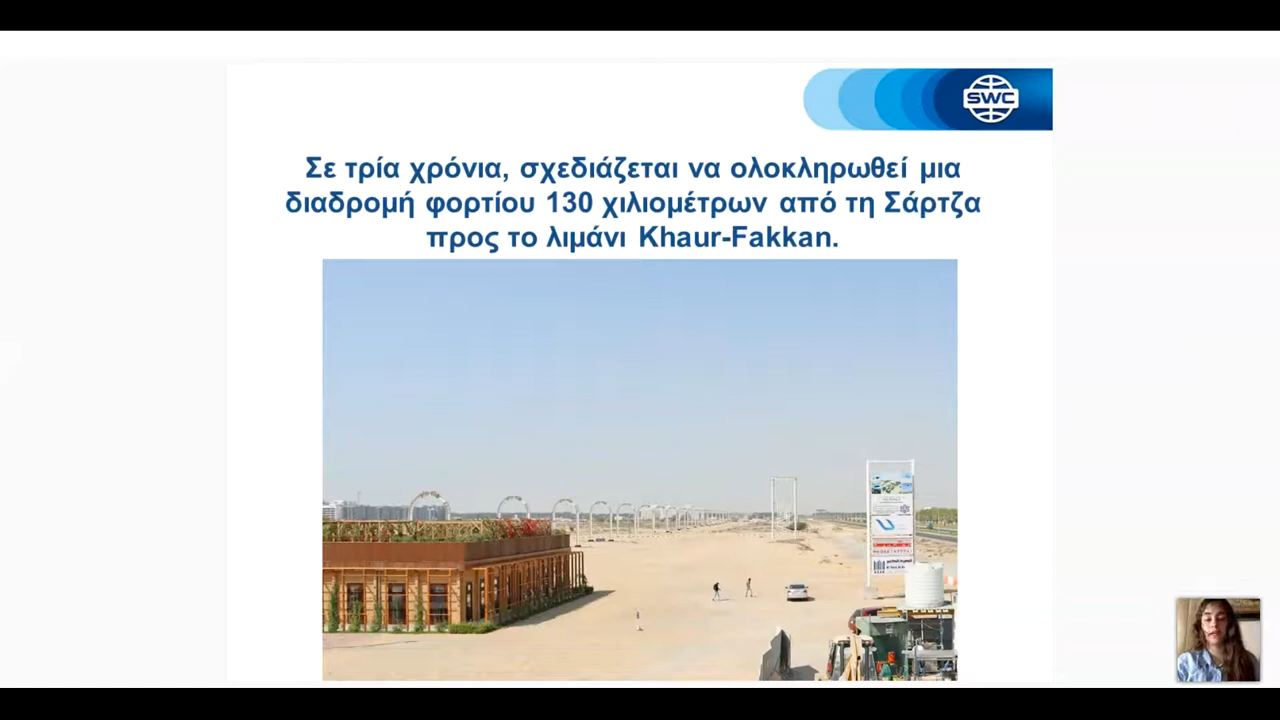 SWC
Σε τρία χρόνια, σχεδιάζεται να ολοκληρωθεί μια
διαδρομή φορτίου 130 χιλιομέτρων από τη Σάρτζα
προς το λιμάνι Khaur-Fakkan.